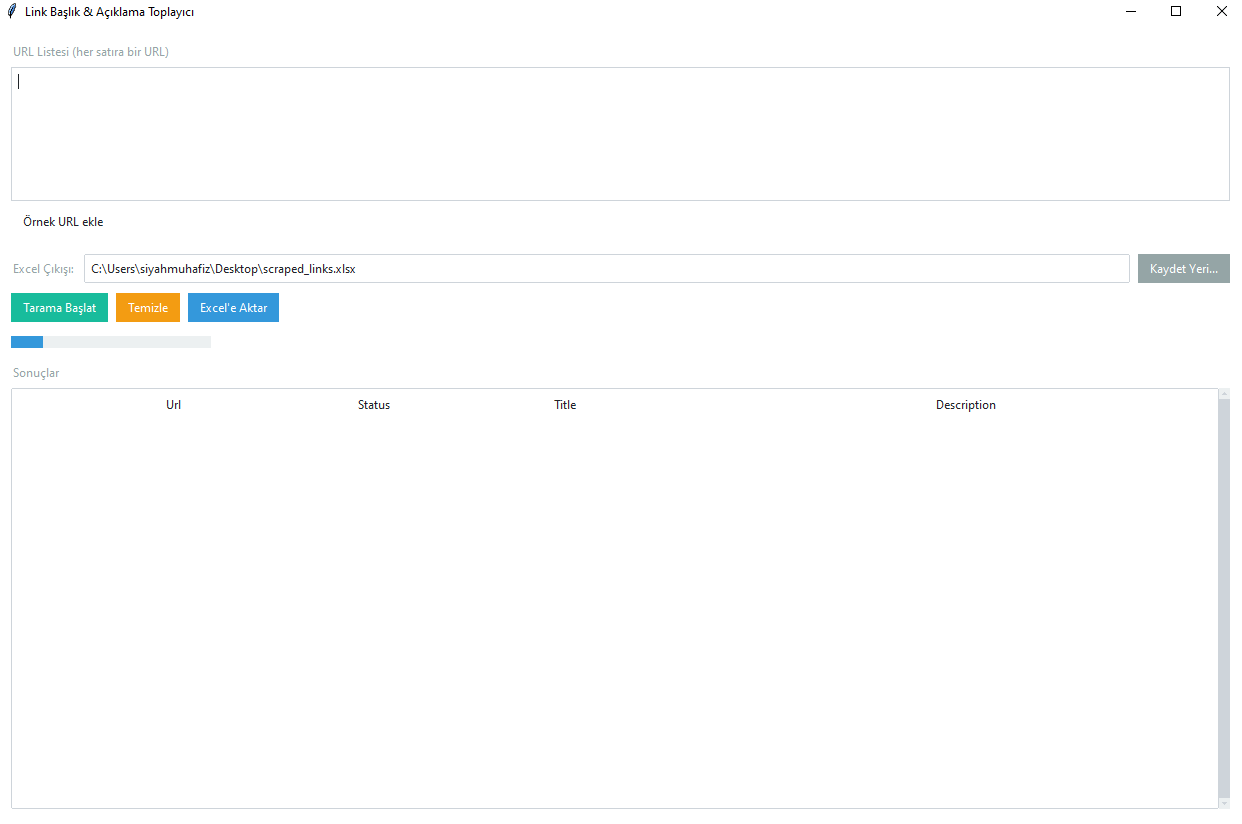 Link Başlık & Açıklama Toplayıcı
URL Listesi (her satıra bir URL)
Örnek URL ekle
Excel Çıkışı: C:\Users\siyahmuhafiz\Desktop\scraped_links.xlsx Kaydet Yeri...
Tarama Başlat Temizle Excel'e Aktar
Sonuçlar
Url Status Title Description